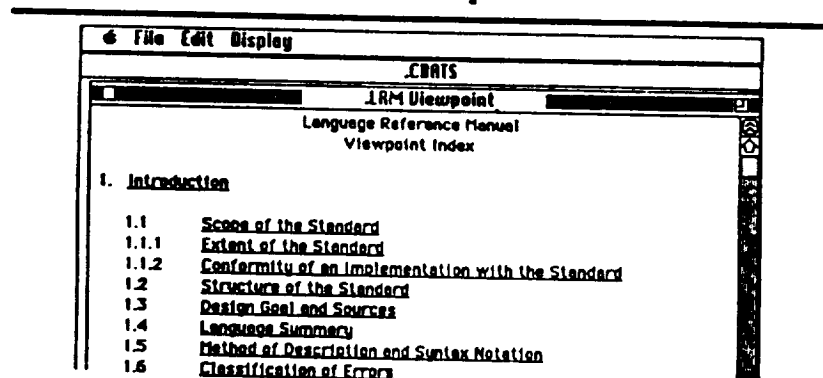 File Edit Display
.CBATS
.LRM Viewpoint
Language Reference Manual
Viewpoint Index
1. Introduction
1.1 Scope of the Standard
1.1.1 Extent of the Standard
1.1.2 Conformity of an Implementation with the Standard
1.2 Structure of the Standard
1.3 Design Goal and Sources
1.4 Language Summary
1.5 Method of Description and Syntax Notation
1.6 Classification of Errors